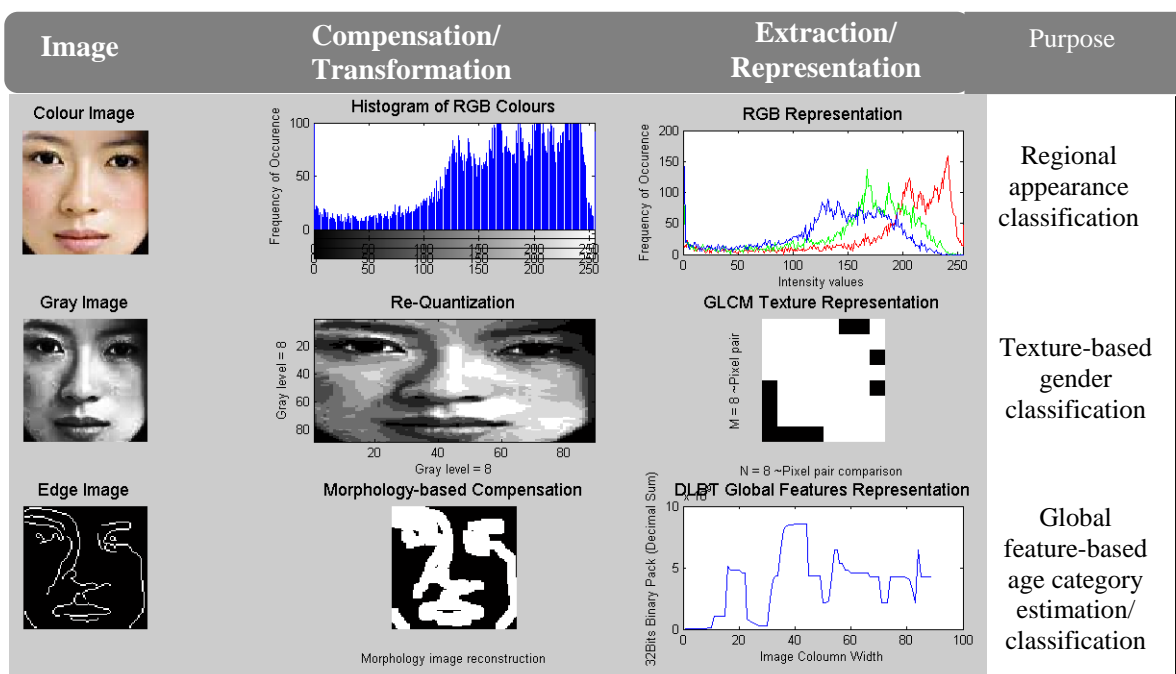 Image
Compensation/
Transformation
Extraction/
Representation
Purpose
Colour Image
Histogram of RGB Colours
Frequency of Occurence
100
50
0
0 50 100 150 200 250
0 50 100 150 200 250
RGB Representation
Frequency of Occurence
200
150
100
50
0
0 50 100 150 200 250
Intensity values
Regional
appearance
classification
Gray Image
Re-Quantization
Gray level = 8
20
40
60
80
20 40 60 80
Gray level = 8
GLCM Texture Representation
M = 8 ~Pixel pair
N = 8 ~Pixel pair comparison
Texture-based
gender
classification
Edge Image
Morphology-based Compensation
Morphology image reconstruction
DLBT Global Features Representation
32Bits Binary Pack (Decimal Sum)
10
5
0
0 20 40 60 80 100
Image Coloumn Width
Global
feature-based
age category
estimation/
classification